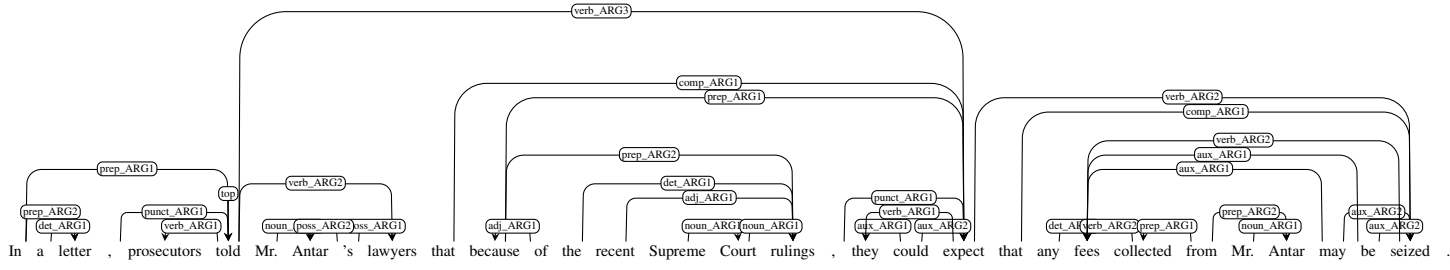 verb_ARG3
comp_ARG1
prep_ARG1 verb_ARG2
comp_ARG1
verb_ARG2
prep_ARG2 aux_ARG1
prep_ARG1 aux_ARG1
verb_ARG2 det_ARG1
top adj_ARG1
punct_ARG1
prep_ARG2 punct_ARG1 verb_ARG1 prep_ARG2 aux_ARG2
det_ARG1 verb_ARG1 poss_ARG2 adj_ARG1 noun_ARG1 aux_ARG1 aux_ARG2 verb_ARG2 prep_ARG1 noun_ARG1 aux_ARG2
In a letter , prosecutors told Mr. Antar 's lawyers that because of the recent Supreme Court rulings , they could expect that any fees collected from Mr. Antar may be seized .